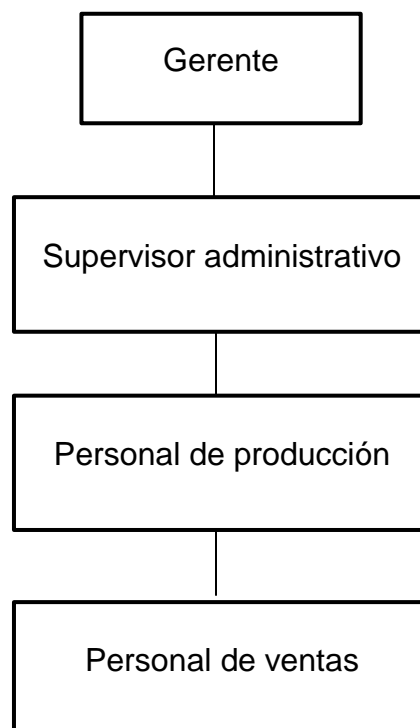 Gerente
Supervisor administrativo
Personal de producción
Personal de ventas